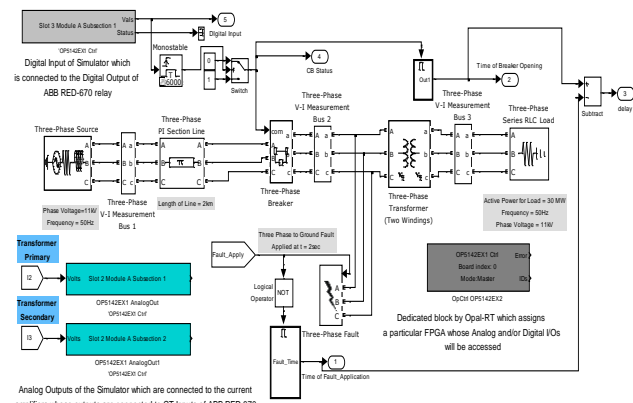 Slot 3 Module A Subsection 1
Vals
Status
'OP5142EX1 Ctrl'
Digital Input
Digital Input of Simulator which
is connected to the Digital Output of
ABB RED-670 relay
Monostable
T
6000
0
1
Switch
5
4
CB Status
Out1
Time of Breaker Opening
2
Subtract
3
delay
Three-Phase Source
Phase Voltage=11kV
Frequency = 50Hz
A
B
C
Three-Phase
V-I Measurement
Bus 1
A a
B b
C c
Three-Phase
PI Section Line
A A
B B
C C
Length of Line = 2km
com
A a
B b
C c
Three-Phase
Breaker
Three-Phase
V-I Measurement
Bus 2
A a
B b
C c
A a
B b
C c
Three-Phase
Transformer
(Two Windings)
Three-Phase
V-I Measurement
Bus 3
A a
B b
C c
Three-Phase
Series RLC Load
A
B
C
Active Power for Load = 30 MW
Frequency = 50Hz
Phase Voltage = 11kV
Transformer
Primary
I2
Volts
Slot 2 Module A Subsection 1
OP5142EX1 AnalogOut
'OP5142EX1 Ctrl'
Transformer
Secondary
I3
Volts
Slot 2 Module A Subsection 2
OP5142EX1 AnalogOut1
'OP5142EX1 Ctrl'
Three Phase to Ground Fault
Applied at t = 2sec
Fault_Apply
Logical
Operator
NOT
A
B
C
Three-Phase Fault
Fault_Time
1
Time of Fault_Application
OP5142EX1 Ctrl
Board index: 0
Mode:Master
Error
IDs
OpCtrl OP5142EX2
Dedicated block by Opal-RT which assigns
a particular FPGA whose Analog and/or Digital I/Os
will be accessed
Analog Outputs of the Simulator which are connected to the current